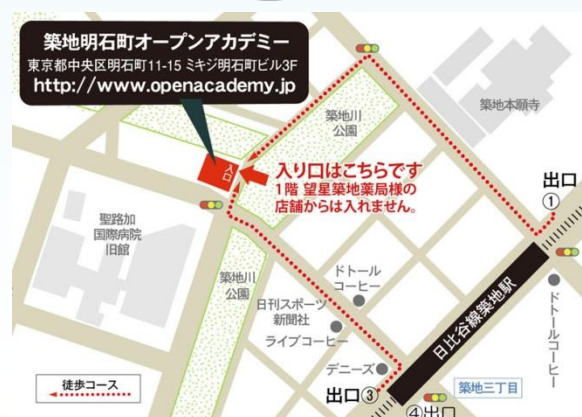 築地明石町オープンアカデミー
東京都中央区明石町11-15 ミキジ明石町ビル3F
http://www.openacademy.jp
築地川
公園
築地本願寺
入口
入り口はこちらです
1階 望星築地薬局様の
店舗からは入れません。
出口
①
聖路加
国際病院
旧館
築地川
公園
ドトール
コーヒー
日刊スポーツ
新聞社
ライブコーヒー
日比谷線築地駅
ドトールコーヒー
デニーズ
徒歩コース
出口③
築地三丁目
④出口